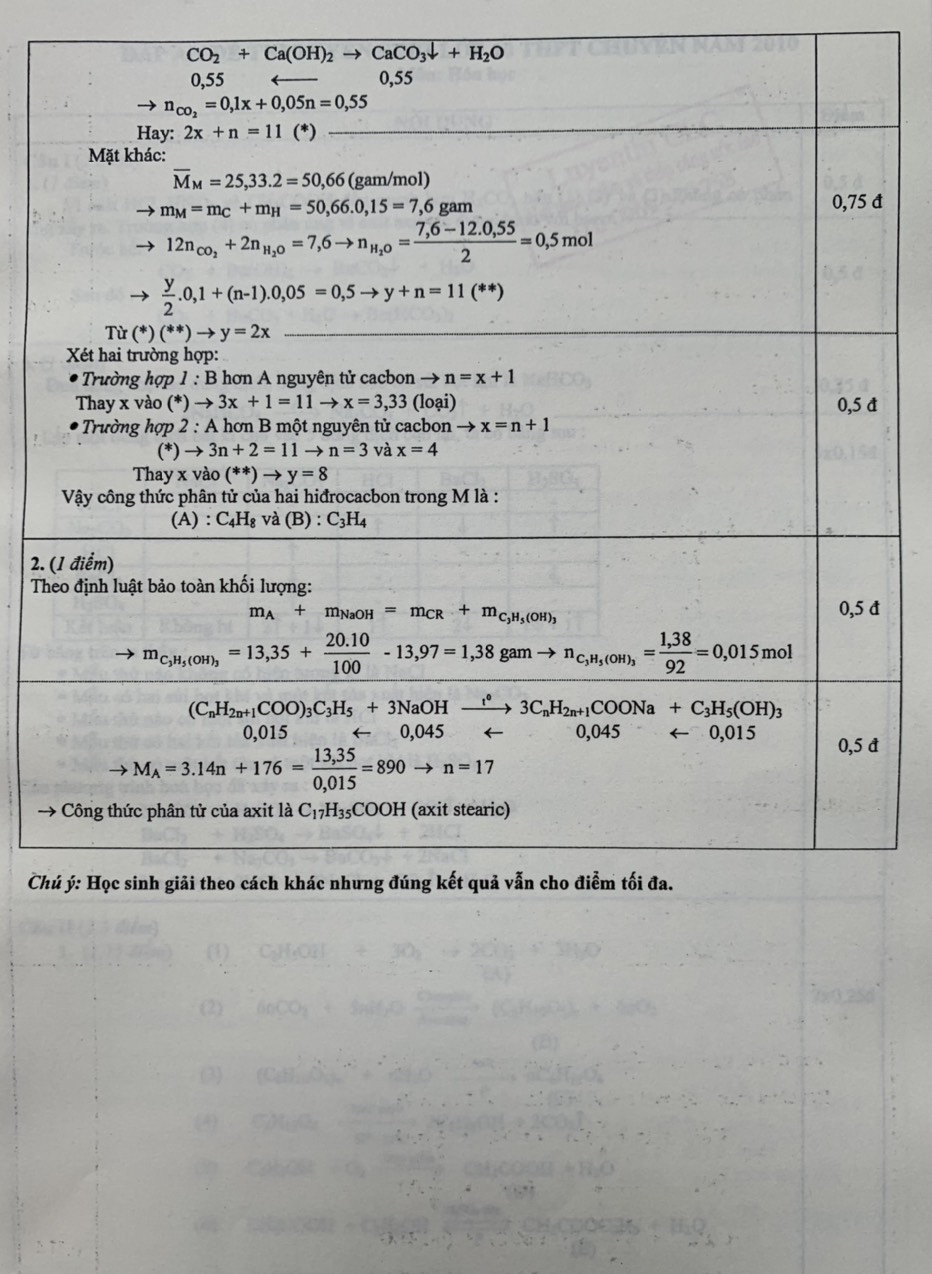 CO₂ + Ca(OH)₂ → CaCO₃↓ + H₂O
0,55 ← 0,55
→ n_CO₂ = 0,1x + 0,05n = 0,55
Hay: 2x + n = 11 (*)
Mặt khác:
M̅_M = 25,33.2 = 50,66 (gam/mol)
→ m_M = m_C + m_H = 50,66.0,15 = 7,6 gam
0,75 đ
→ 12n_CO₂ + 2n_H₂O = 7,6 → n_H₂O = (7,6 – 12.0,55)/2 = 0,5 mol
→ y/2 .0,1 + (n-1).0,05 = 0,5 → y + n = 11 (**)
Từ (*) (**) → y = 2x
Xét hai trường hợp:
• Trường hợp 1 : B hơn A nguyên tử cacbon → n = x + 1
Thay x vào (*) → 3x + 1 = 11 → x = 3,33 (loại)
0,5 đ
• Trường hợp 2 : A hơn B một nguyên tử cacbon → x = n + 1
(*) → 3n + 2 = 11 → n = 3 và x = 4
Thay x vào (**) → y = 8
Vậy công thức phân tử của hai hiđrocacbon trong M là :
(A) : C₄H₈ và (B) : C₃H₄
2. (1 điểm)
Theo định luật bảo toàn khối lượng:
m_A + m_NaOH = m_CR + m_C₃H₅(OH)₃
0,5 đ
→ m_C₃H₅(OH)₃ = 13,35 + 20.10/100 - 13,97 = 1,38 gam → n_C₃H₅(OH)₃ = 1,38/92 = 0,015 mol
(CₙH₂ₙ₊₁COO)₃C₃H₅ + 3NaOH —t⁰→ 3CₙH₂ₙ₊₁COONa + C₃H₅(OH)₃
0,015 ← 0,045 ← 0,045 ← 0,015
0,5 đ
→ M_A = 3.14n + 176 = 13,35/0,015 = 890 → n = 17
→ Công thức phân tử của axit là C₁₇H₃₅COOH (axit stearic)
Chú ý: Học sinh giải theo cách khác nhưng đúng kết quả vẫn cho điểm tối đa.